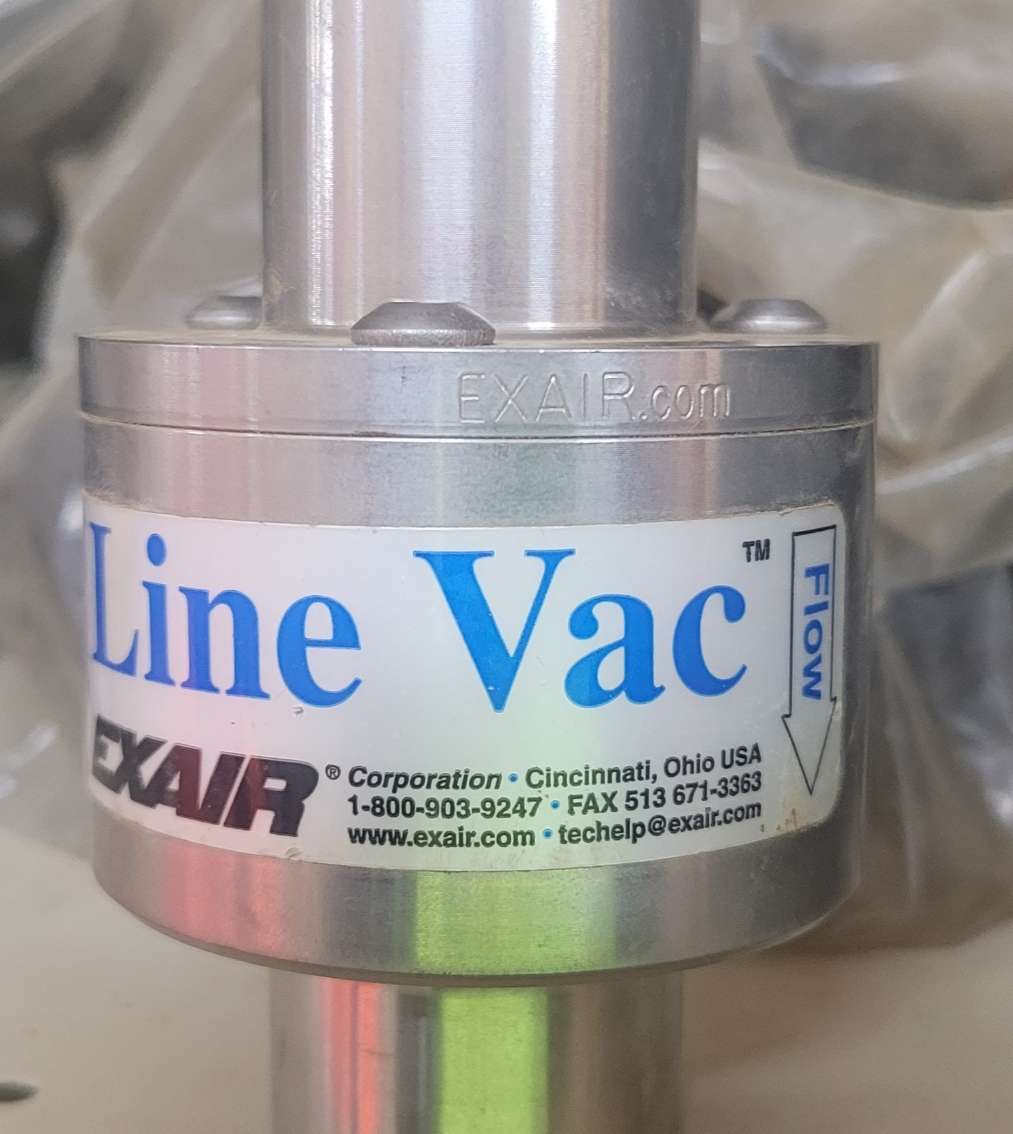 EXAIR.com
Line Vac™
Flow
EXAIR® Corporation • Cincinnati, Ohio USA
1-800-903-9247 • FAX 513 671-3363
www.exair.com • techelp@exair.com